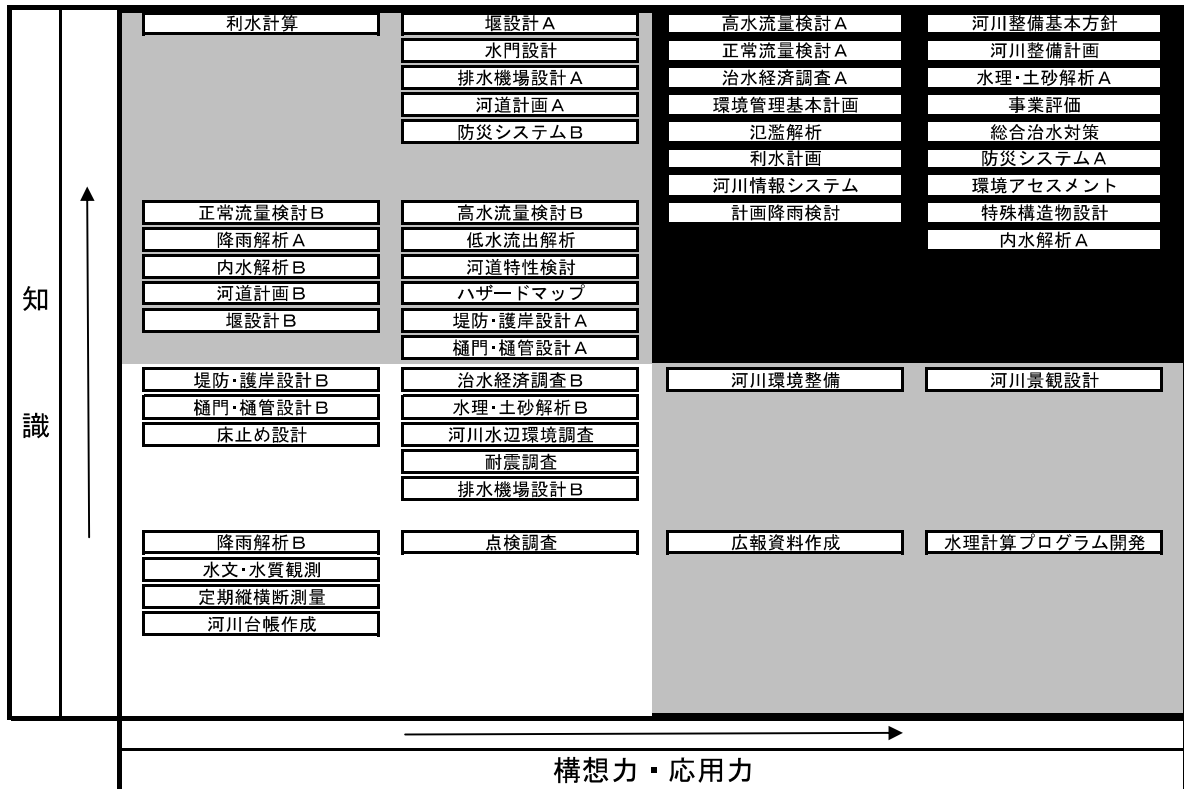 利水計算
堰設計A
水門設計
排水機場設計A
河道計画A
防災システムB
高水流量検討A
正常流量検討A
治水経済調査A
環境管理基本計画
氾濫解析
利水計画
河川情報システム
計画降雨検討
河川整備基本方針
河川整備計画
水理・土砂解析A
事業評価
総合治水対策
防災システムA
環境アセスメント
特殊構造物設計
内水解析A
正常流量検討B
降雨解析A
内水解析B
河道計画B
堰設計B
高水流量検討B
低水流出解析
河道特性検討
ハザードマップ
堤防・護岸設計A
樋門・樋管設計A
知識
堤防・護岸設計B
樋門・樋管設計B
床止め設計
治水経済調査B
水理・土砂解析B
河川水辺環境調査
耐震調査
排水機場設計B
河川環境整備
河川景観設計
降雨解析B
水文・水質観測
定期縦横断測量
河川台帳作成
点検調査
広報資料作成
水理計算プログラム開発
構想力・応用力